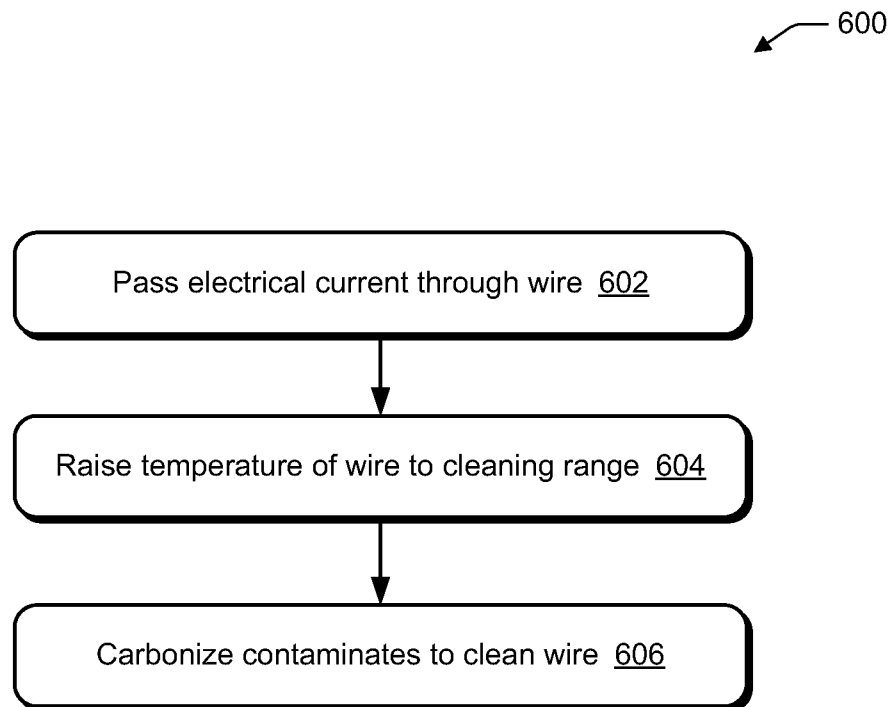 600
Pass electrical current through wire 602
Raise temperature of wire to cleaning range 604
Carbonize contaminates to clean wire 606